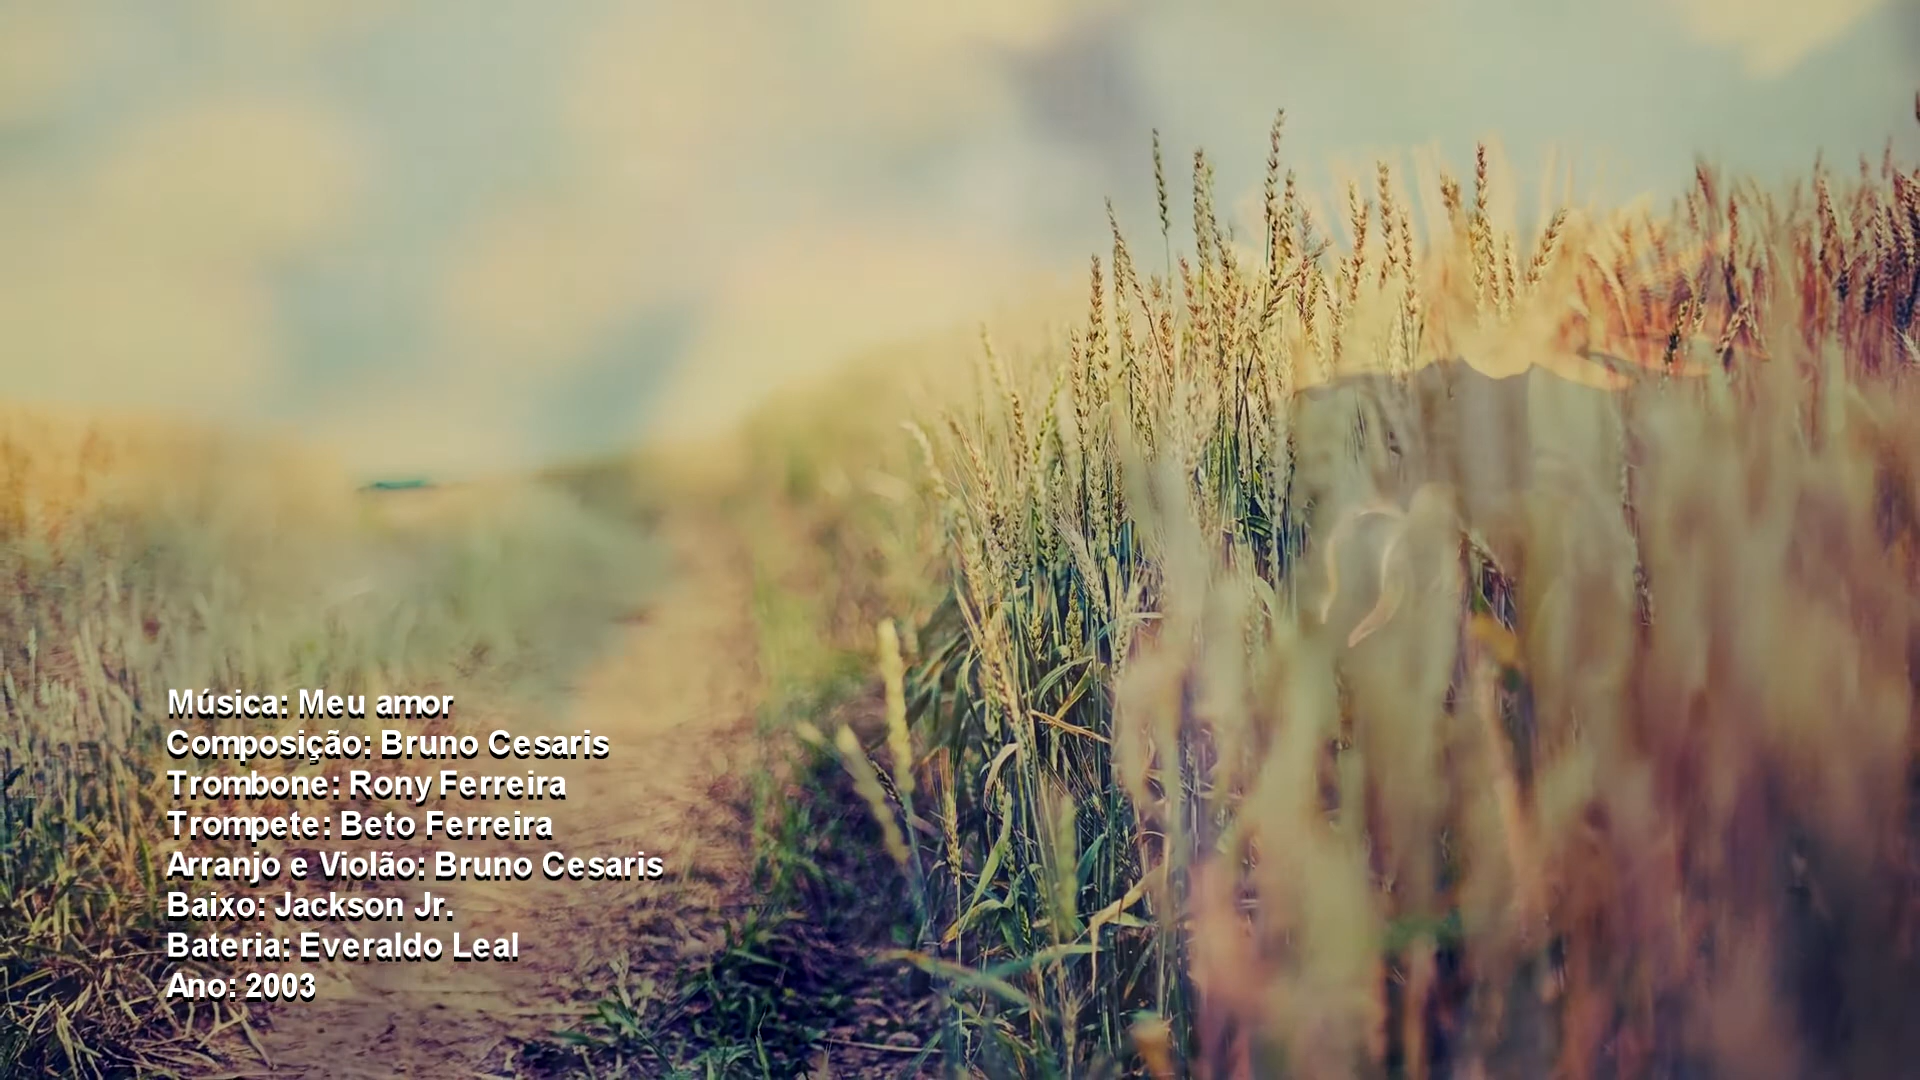 Música: Meu amor
Composição: Bruno Cesaris
Trombone: Rony Ferreira
Trompete: Beto Ferreira
Arranjo e Violão: Bruno Cesaris
Baixo: Jackson Jr.
Bateria: Everaldo Leal
Ano: 2003